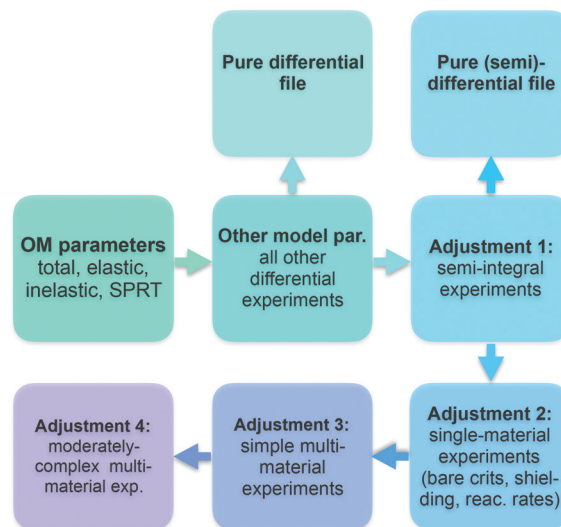 Pure differential
file
Pure (semi)-
differential file
OM parameters
total, elastic,
inelastic, SPRT
Other model par.
all other
differential
experiments
Adjustment 1:
semi-integral
experiments
Adjustment 4:
moderately-
complex multi-
material exp.
Adjustment 3:
simple multi-
material
experiments
Adjustment 2:
single-material
experiments
(bare crits, shiel-
ding, reac. rates)